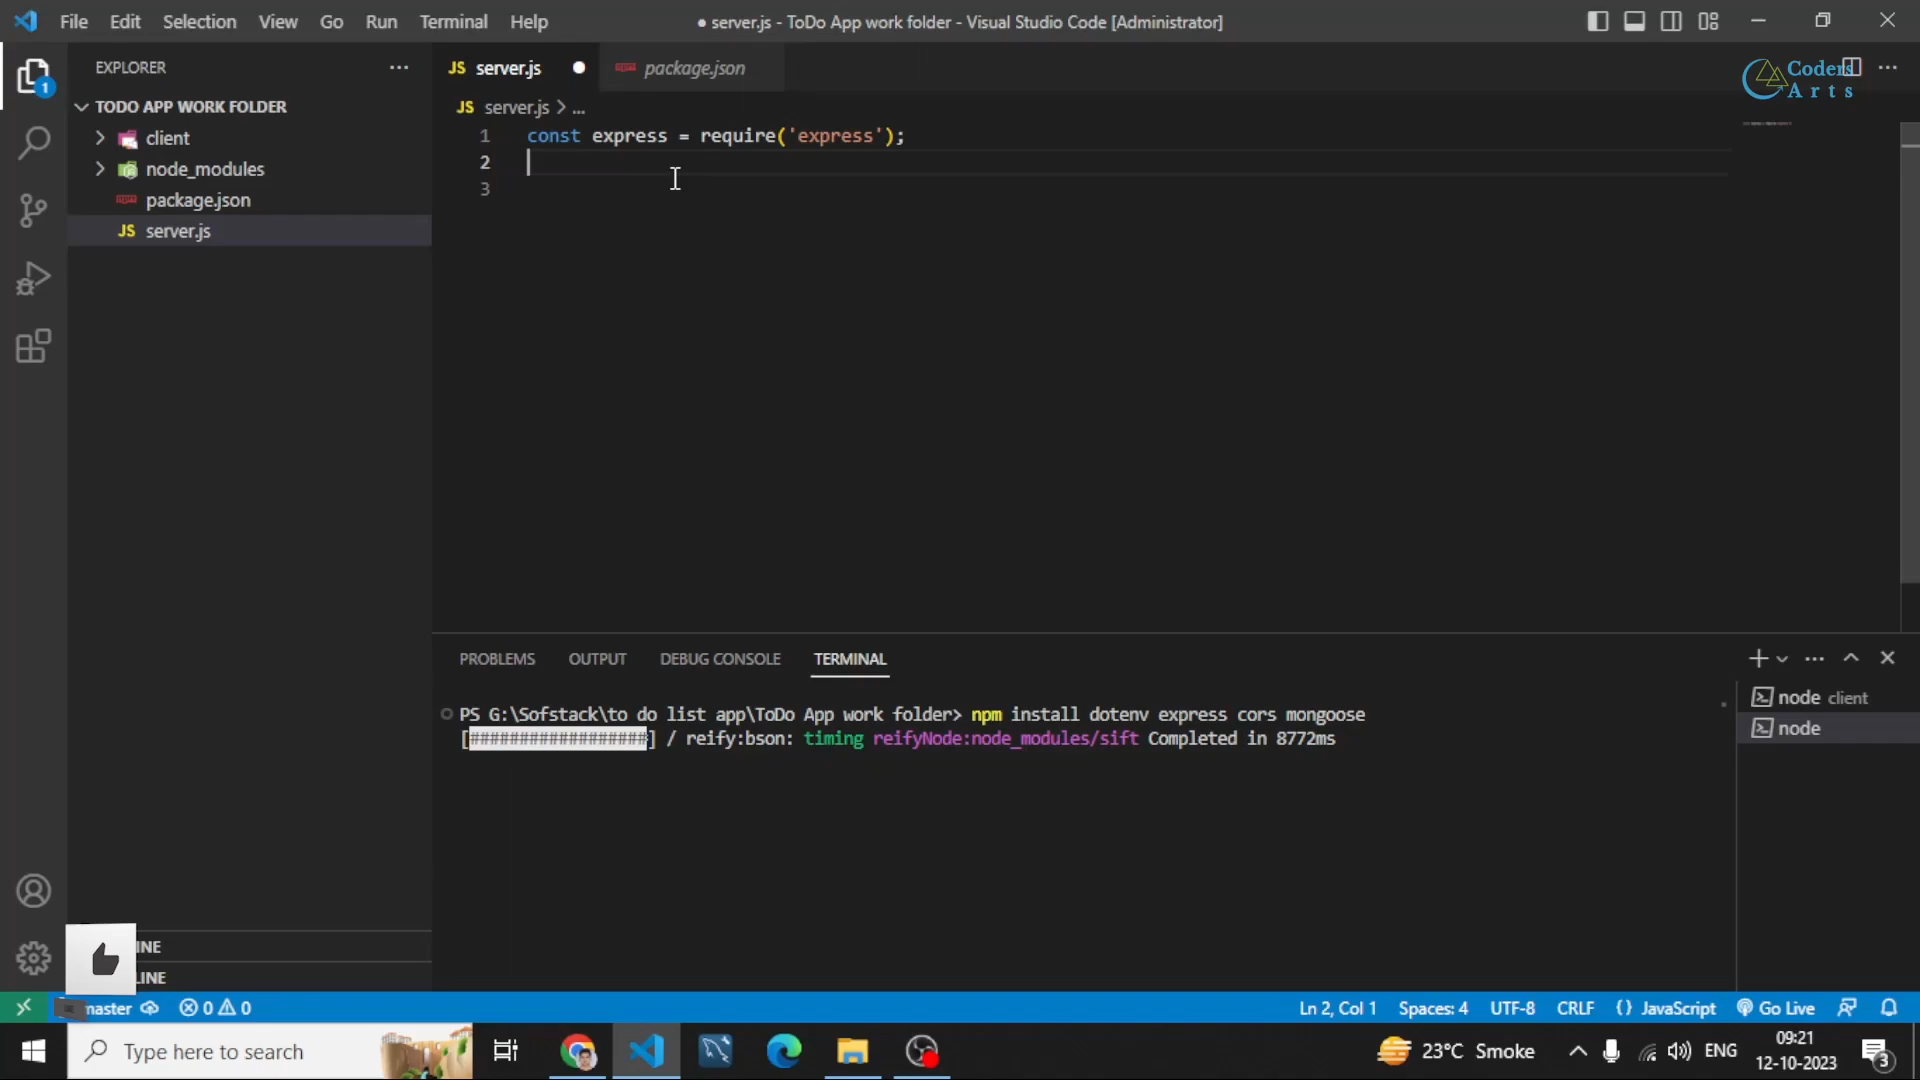 File Edit Selection View Go Run Terminal Help
● server.js - ToDo App work folder - Visual Studio Code [Administrator]
EXPLORER
JS server.js
package.json
Coders
Arts
TODO APP WORK FOLDER
JS server.js > ...
client
node_modules
package.json
JS server.js
1 const express = require('express');
2
3
1
PROBLEMS OUTPUT DEBUG CONSOLE TERMINAL
PS G:\Sofstack\to do list app\ToDo App work folder> npm install dotenv express cors mongoose
[##################] / reify:bson: timing reifyNode:node_modules/sift Completed in 8772ms
node client
node
INE
LINE
master 0 0
Ln 2, Col 1 Spaces: 4 UTF-8 CRLF {} JavaScript Go Live
Type here to search
23°C Smoke
ENG
09:21
12-10-2023
3